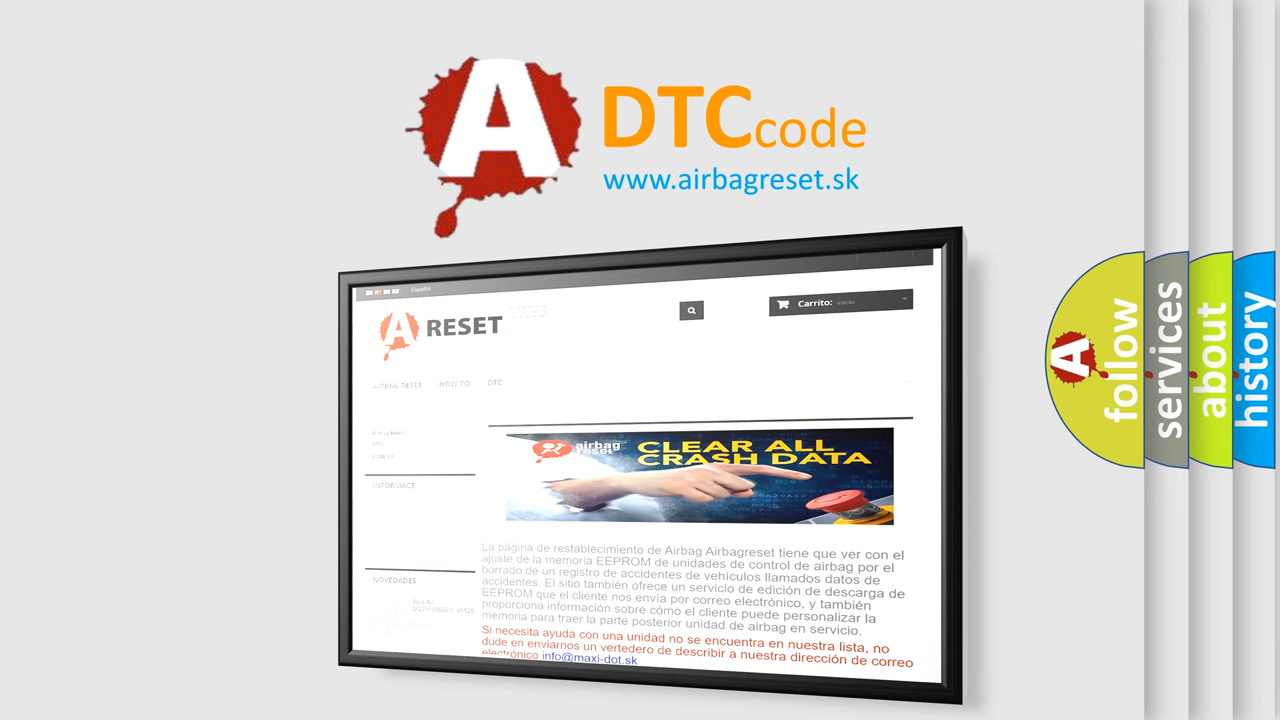 A DTCcode
www.airbagreset.sk
Español
A RESET
Carrito: vacío
AIRBAG RESET HOW TO DTC
DTC
INFORMACE
NOVEDADES
airbag
reset
CLEAR ALL
CRASH DATA
La página de restablecimiento de Airbag Airbagreset tiene que ver con el
ajuste de la memoria EEPROM de unidades de control de airbag por el
borrado de un registro de accidentes de vehículos llamados datos de
accidentes. El sitio también ofrece un servicio de edición de descarga de
EEPROM que el cliente nos envía por correo electrónico, y también
proporciona información sobre cómo el cliente puede personalizar la
memoria para traer la parte posterior unidad de airbag en servicio.
Si necesita ayuda con una unidad no se encuentra en nuestra lista, no
dude en enviarnos un vertedero de describir a nuestra dirección de correo
electrónico info@maxi-dot.sk
A follow
services
about
history